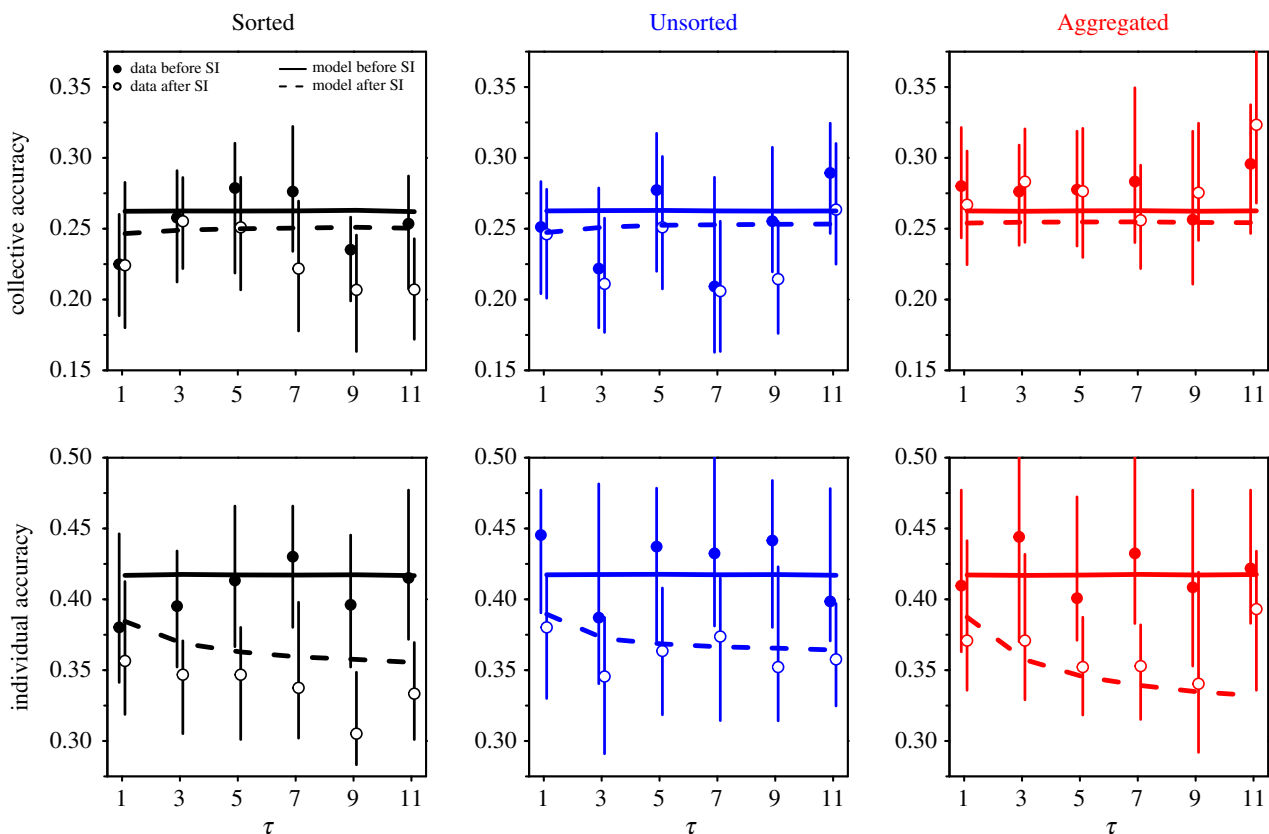 Sorted Unsorted Aggregated
data before SI model before SI
data after SI model after SI
collective accuracy
0.35 0.35 0.35
0.30 0.30 0.30
0.25 0.25 0.25
0.20 0.20 0.20
0.15 0.15 0.15
1 3 5 7 9 11 1 3 5 7 9 11 1 3 5 7 9 11
individual accuracy
0.50 0.50 0.50
0.45 0.45 0.45
0.40 0.40 0.40
0.35 0.35 0.35
0.30 0.30 0.30
1 3 5 7 9 11 1 3 5 7 9 11 1 3 5 7 9 11
τ τ τ